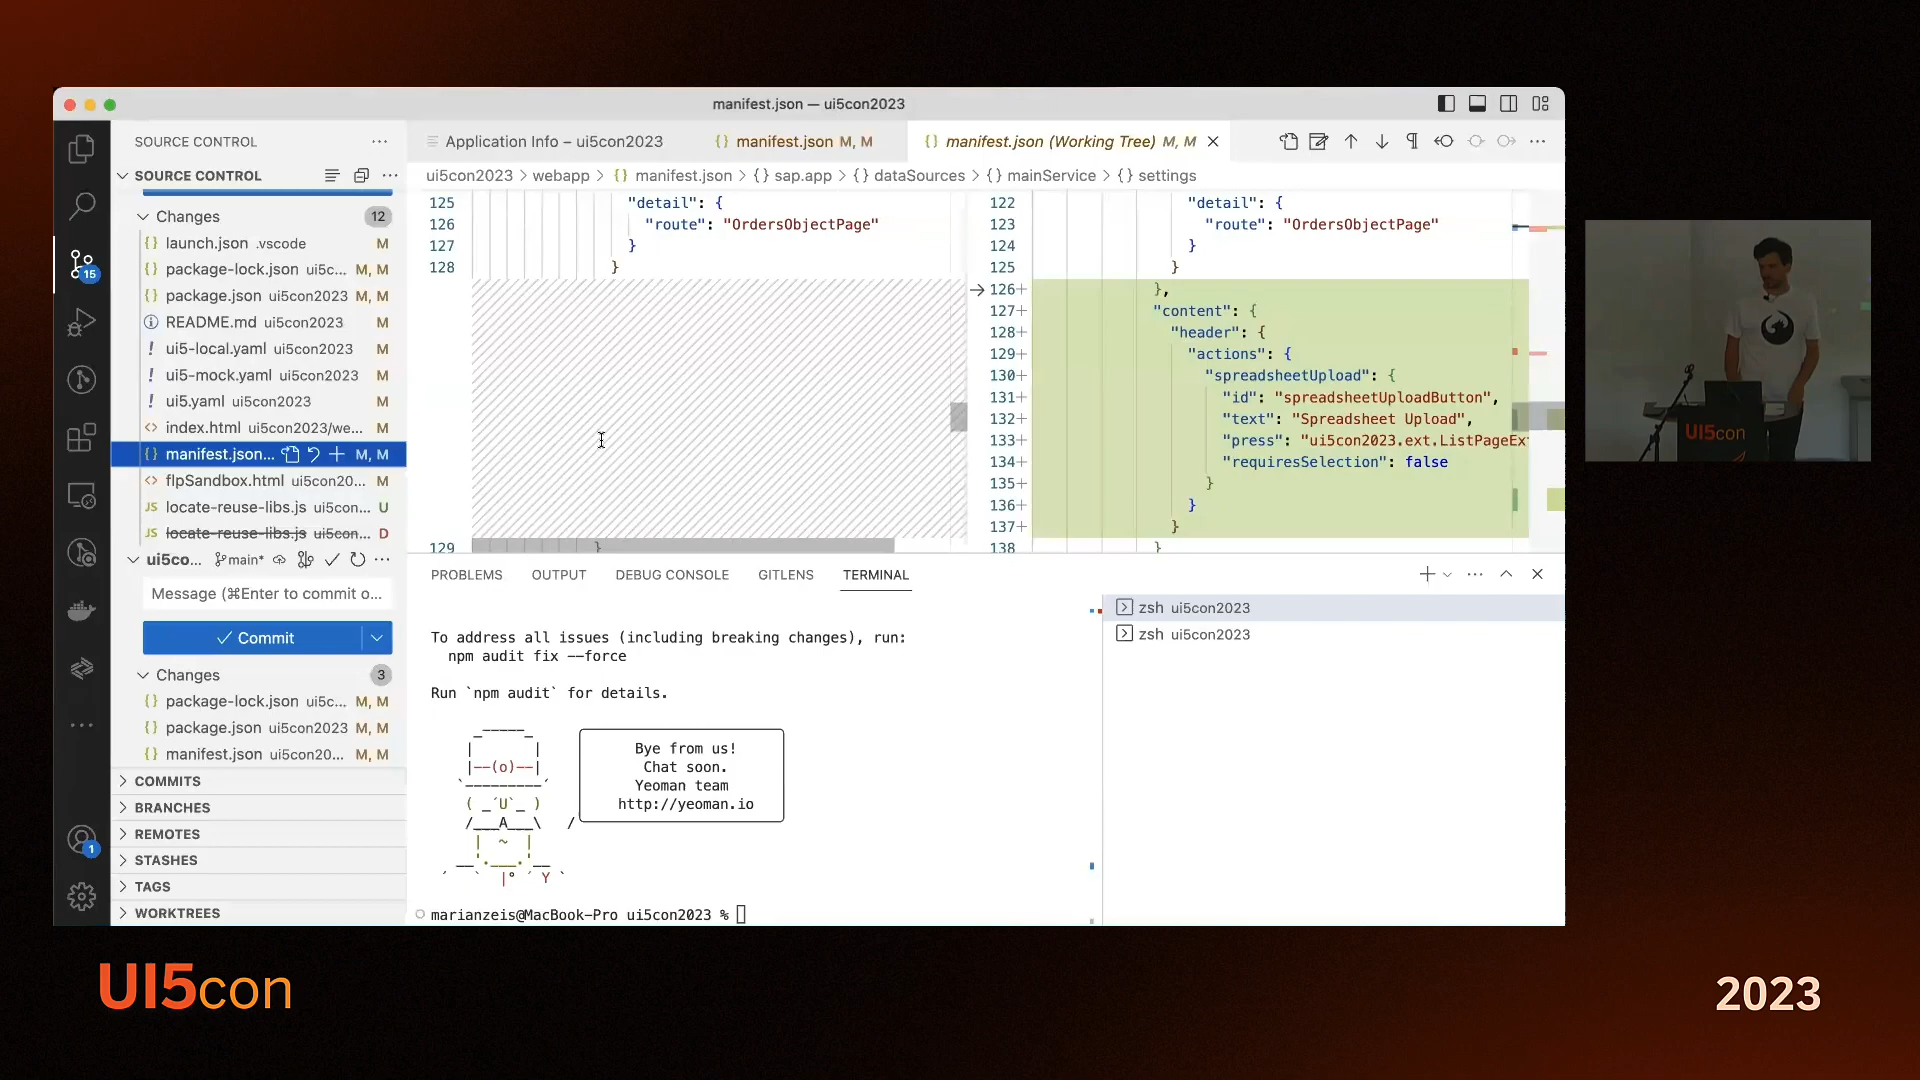 manifest.json — ui5con2023
SOURCE CONTROL
SOURCE CONTROL
Changes 12
launch.json .vscode M
package-lock.json ui5c... M, M
package.json ui5con2023 M, M
README.md ui5con2023 M
ui5-local.yaml ui5con2023 M
ui5-mock.yaml ui5con2023 M
ui5.yaml ui5con2023 M
index.html ui5con2023/we... M
manifest.json... M, M
flpSandbox.html ui5con20... M
locate-reuse-libs.js ui5con... U
locate-reuse-libs.js ui5con... D
15
ui5co... main*
Message (⌘Enter to commit o...
Commit
Changes 3
package-lock.json ui5c... M, M
package.json ui5con2023 M, M
manifest.json ui5con20... M, M
COMMITS
BRANCHES
REMOTES
STASHES
TAGS
WORKTREES
1
Application Info – ui5con2023
manifest.json M, M
manifest.json (Working Tree) M, M
ui5con2023 > webapp > {} manifest.json > {} sap.app > {} dataSources > {} mainService > {} settings
125 "detail": {
126 "route": "OrdersObjectPage"
127 }
128 }
129 }
122 "detail": {
123 "route": "OrdersObjectPage"
124 }
125 }
126+ },
127+ "content": {
128+ "header": {
129+ "actions": {
130+ "spreadsheetUpload": {
131+ "id": "spreadsheetUploadButton",
132+ "text": "Spreadsheet Upload",
133+ "press": "ui5con2023.ext.ListPageExt
134+ "requiresSelection": false
135+ }
136+ }
137+ }
138 }
PROBLEMS OUTPUT DEBUG CONSOLE GITLENS TERMINAL
To address all issues (including breaking changes), run:
npm audit fix --force
Run `npm audit` for details.
_-----_
| |
|--(o)--|
`---------´
( _´U`_ )
/___A___\ /
| ~ |
__'.___.'__
´ ` |° ´ Y `
Bye from us!
Chat soon.
Yeoman team
http://yeoman.io
marianzeis@MacBook-Pro ui5con2023 %
zsh ui5con2023
zsh ui5con2023
UI5con
UI5con
2023